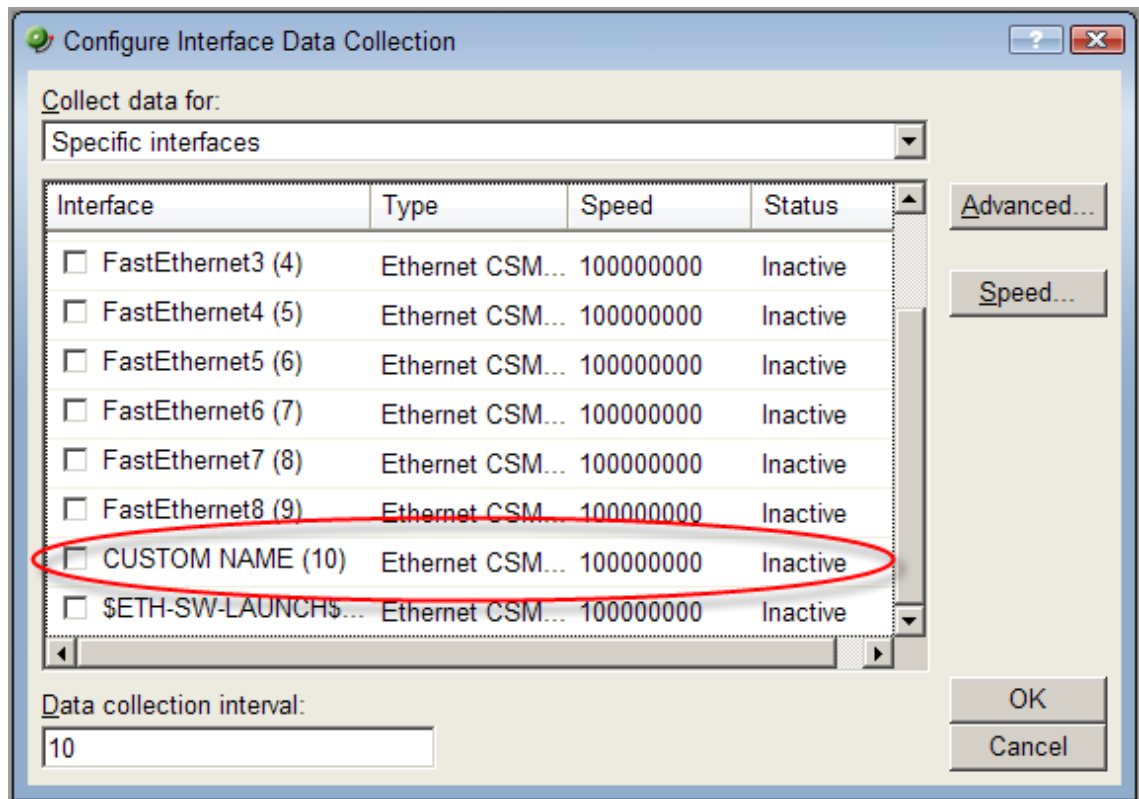 Configure Interface Data Collection
?
Collect data for:
Specific interfaces
Interface Type Speed Status
Advanced...
FastEthernet3 (4) Ethernet CSM... 100000000 Inactive
Speed...
FastEthernet4 (5) Ethernet CSM... 100000000 Inactive
FastEthernet5 (6) Ethernet CSM... 100000000 Inactive
FastEthernet6 (7) Ethernet CSM... 100000000 Inactive
FastEthernet7 (8) Ethernet CSM... 100000000 Inactive
FastEthernet8 (9) Ethernet CSM... 100000000 Inactive
CUSTOM NAME (10) Ethernet CSM... 100000000 Inactive
$ETH-SW-LAUNCH$... Ethernet CSM... 100000000 Inactive
Data collection interval:
10
OK
Cancel